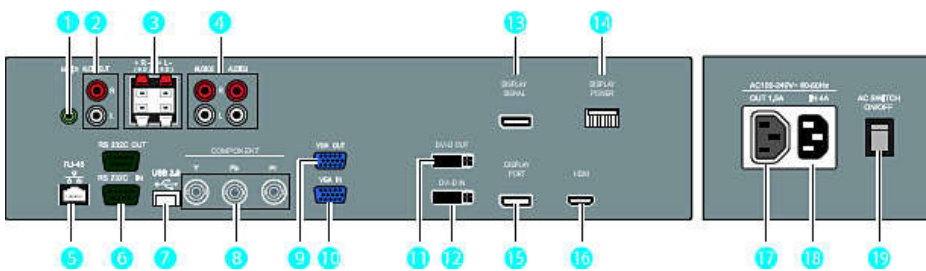 1 2 3 4 13 14
AUDIO OUT
+ R - + L -
AUDIO2 AUDIO1
R
L
R
L
DISPLAY SIGNAL
DISPLAY POWER
AC100-240V~ 50-60Hz
OUT 1,5A IN 4A
AC SWITCH
ON/OFF
RS 232C OUT
COMPONENT
VGA OUT
DVI-D OUT
DISPLAY PORT
HDMI
RJ-45
RS 232C IN
USB 2.0
Y Pb Pr
VGA IN
DVI-D IN
5 6 7 8 9 10 11 12 15 16 17 18 19